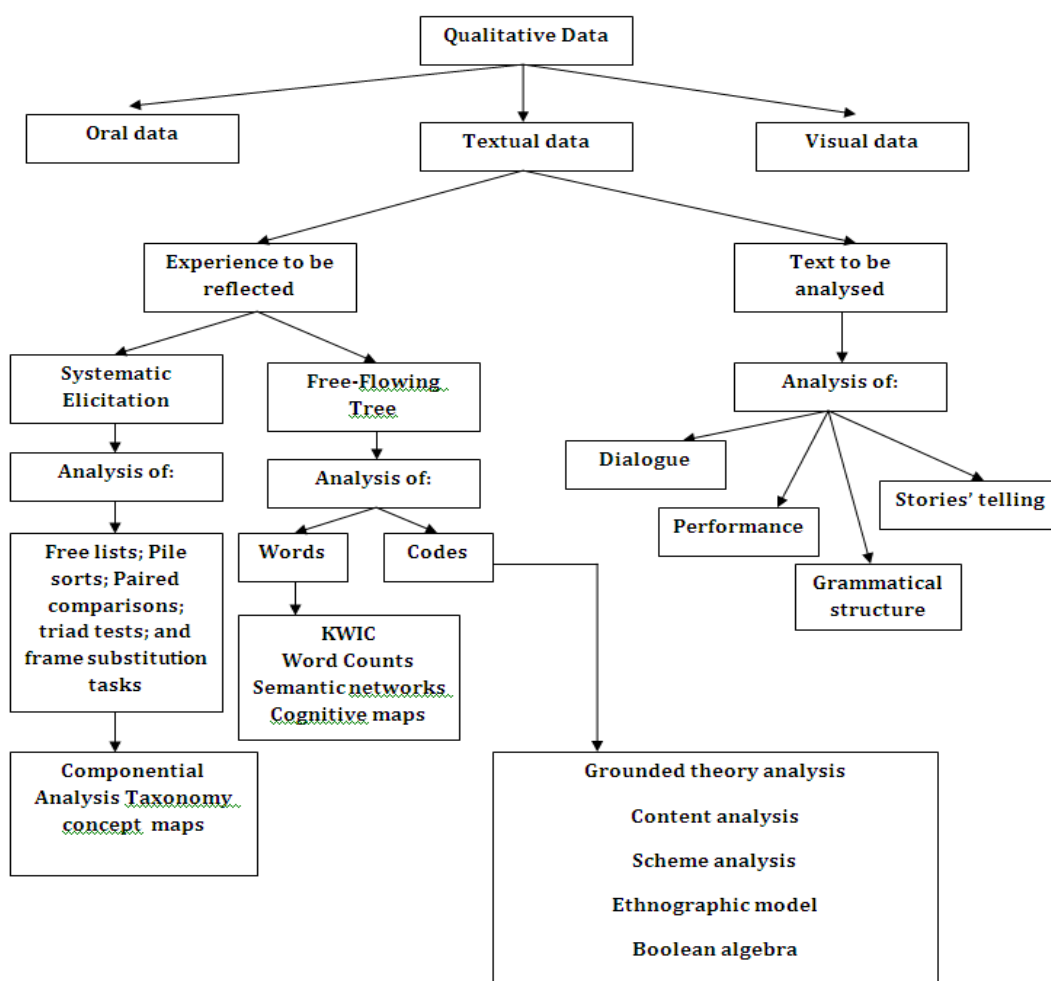 Qualitative Data
Oral data
Textual data
Visual data
Experience to be
reflected
Text to be
analysed
Systematic
Elicitation
Free-Flowing
Tree
Analysis of:
Analysis of:
Analysis of:
Dialogue
Performance
Grammatical
structure
Stories’ telling
Free lists; Pile
sorts; Paired
comparisons;
triad tests; and
frame substitution
tasks
Words
Codes
KWIC
Word Counts
Semantic networks
Cognitive maps
Componential
Analysis Taxonomy
concept maps
Grounded theory analysis
Content analysis
Scheme analysis
Ethnographic model
Boolean algebra